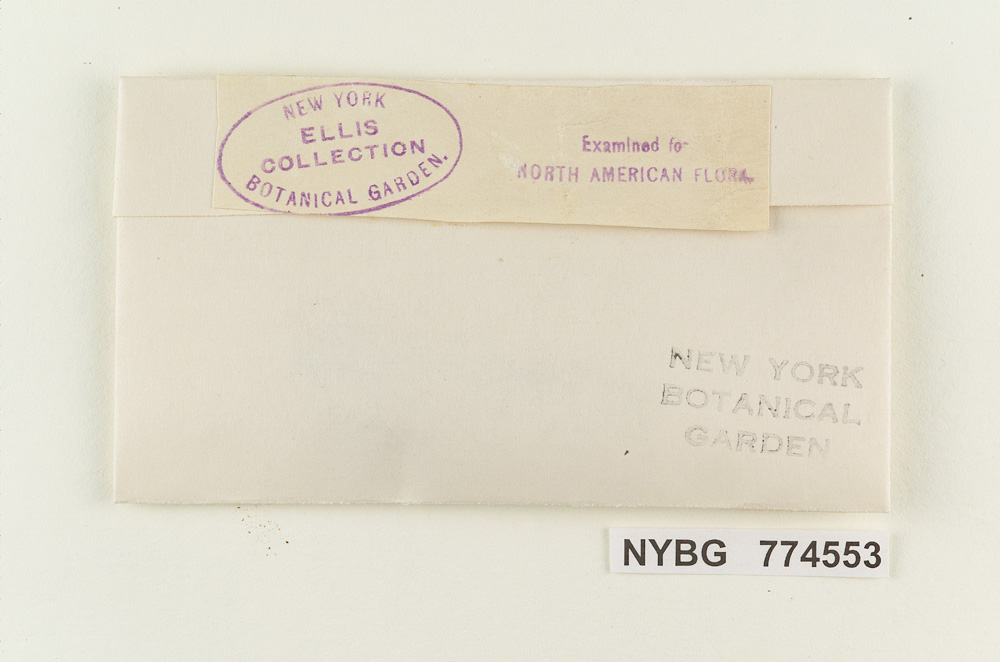 NEW YORK
ELLIS
COLLECTION
BOTANICAL GARDEN.
Examined for
NORTH AMERICAN FLORA.
NEW YORK
BOTANICAL
GARDEN
NYBG 774553